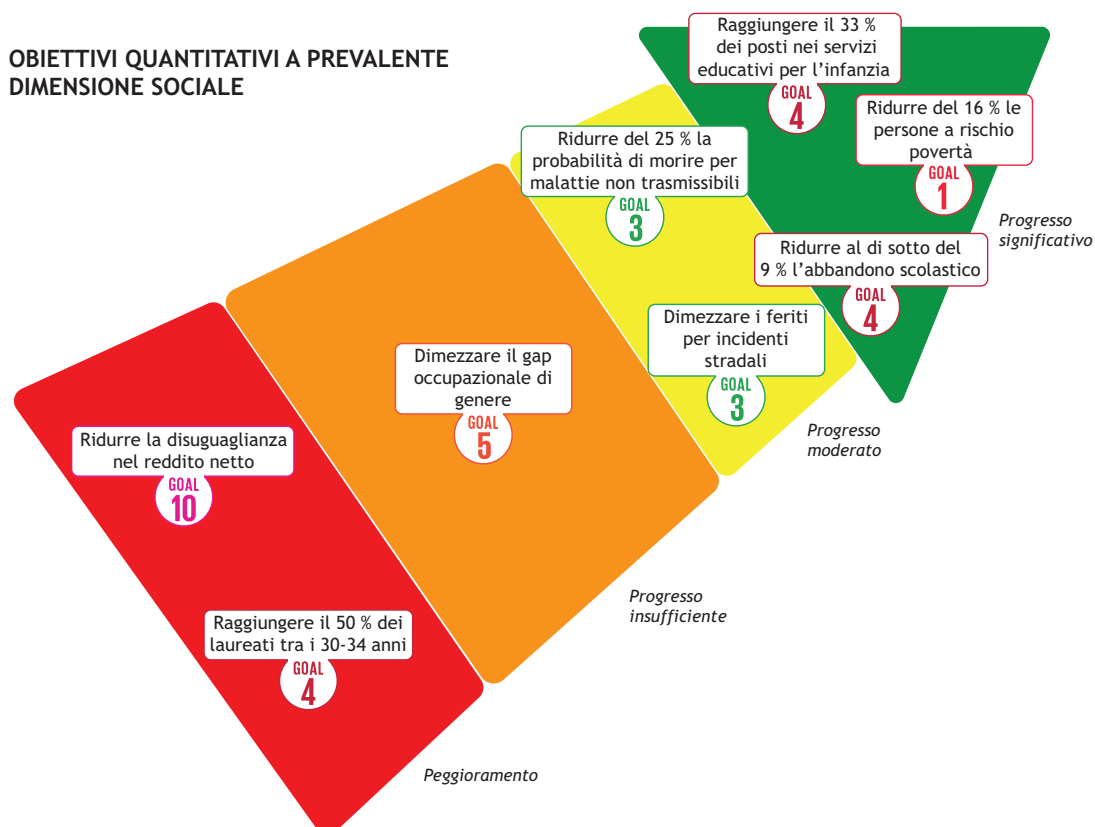 OBIETTIVI QUANTITATIVI A PREVALENTE
DIMENSIONE SOCIALE
Raggiungere il 33 %
dei posti nei servizi
educativi per l'infanzia
GOAL
4
Ridurre del 16 % le
persone a rischio
povertà
GOAL
1
Progresso
significativo
Ridurre del 25 % la
probabilità di morire per
malattie non trasmissibili
GOAL
3
Ridurre al di sotto del
9 % l'abbandono scolastico
GOAL
4
Dimezzare i feriti
per incidenti
stradali
GOAL
3
Progresso
moderato
Dimezzare il gap
occupazionale di
genere
GOAL
5
Progresso
insufficiente
Ridurre la disuguaglianza
nel reddito netto
GOAL
10
Raggiungere il 50 % dei
laureati tra i 30-34 anni
GOAL
4
Peggioramento